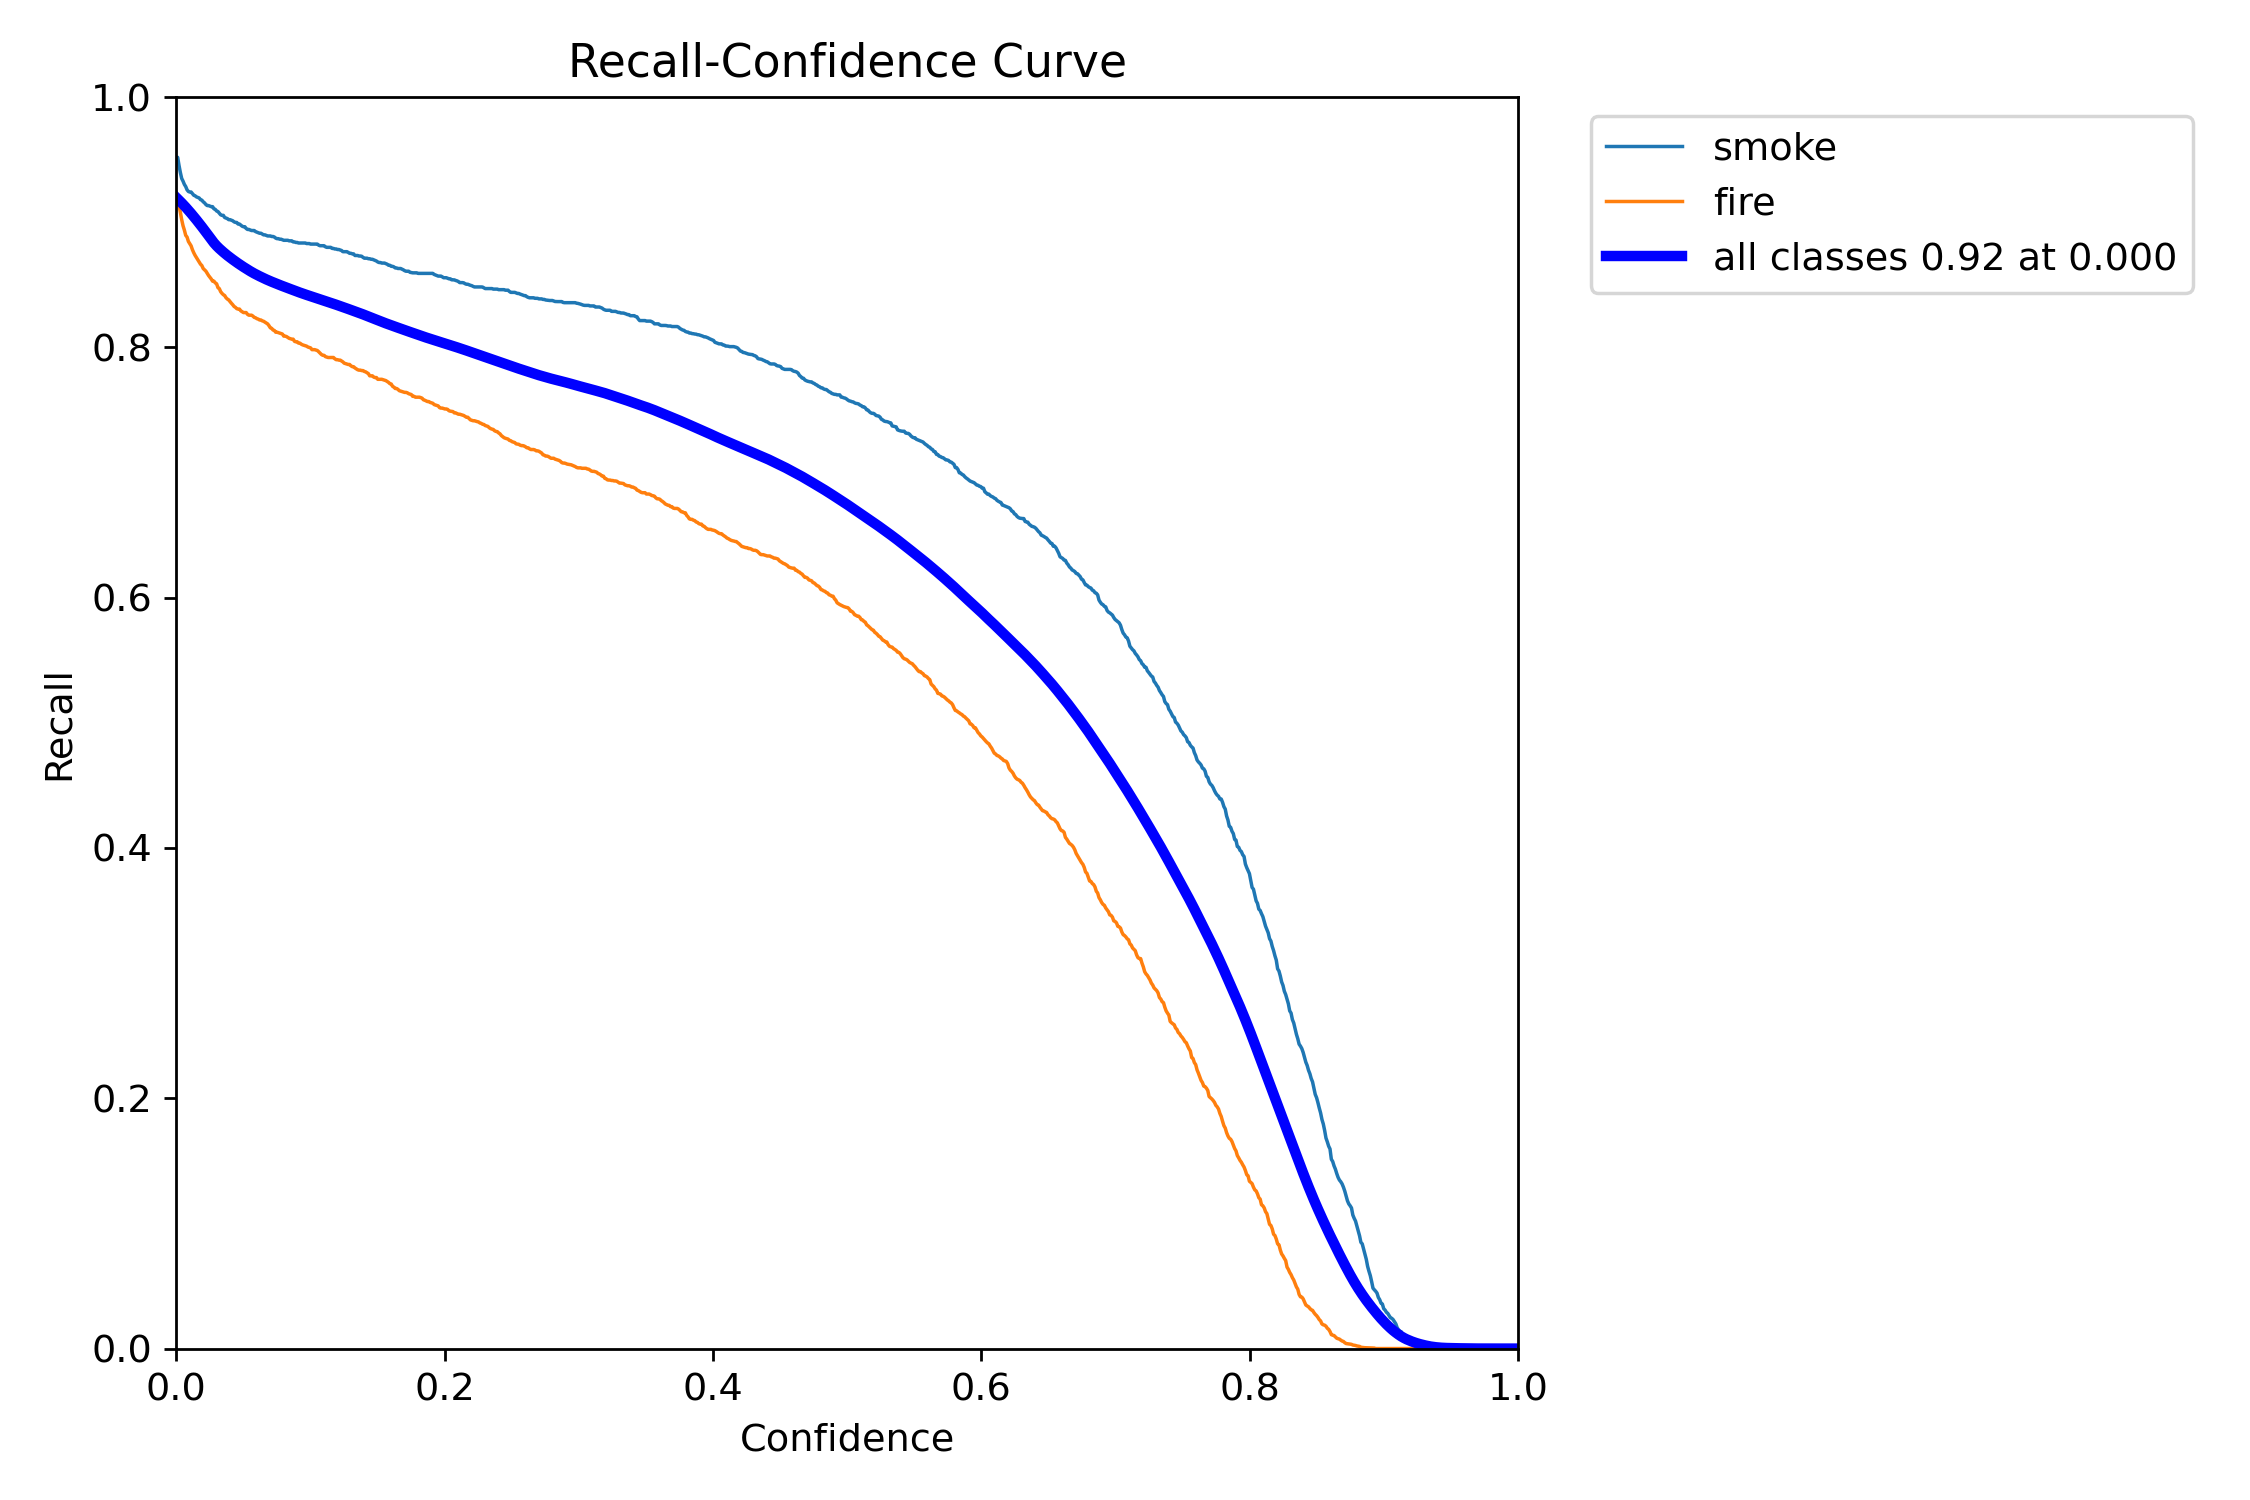 Recall-Confidence Curve
1.0
0.8
0.6
0.4
0.2
0.0
Recall
0.0 0.2 0.4 0.6 0.8 1.0
Confidence
smoke
fire
all classes 0.92 at 0.000